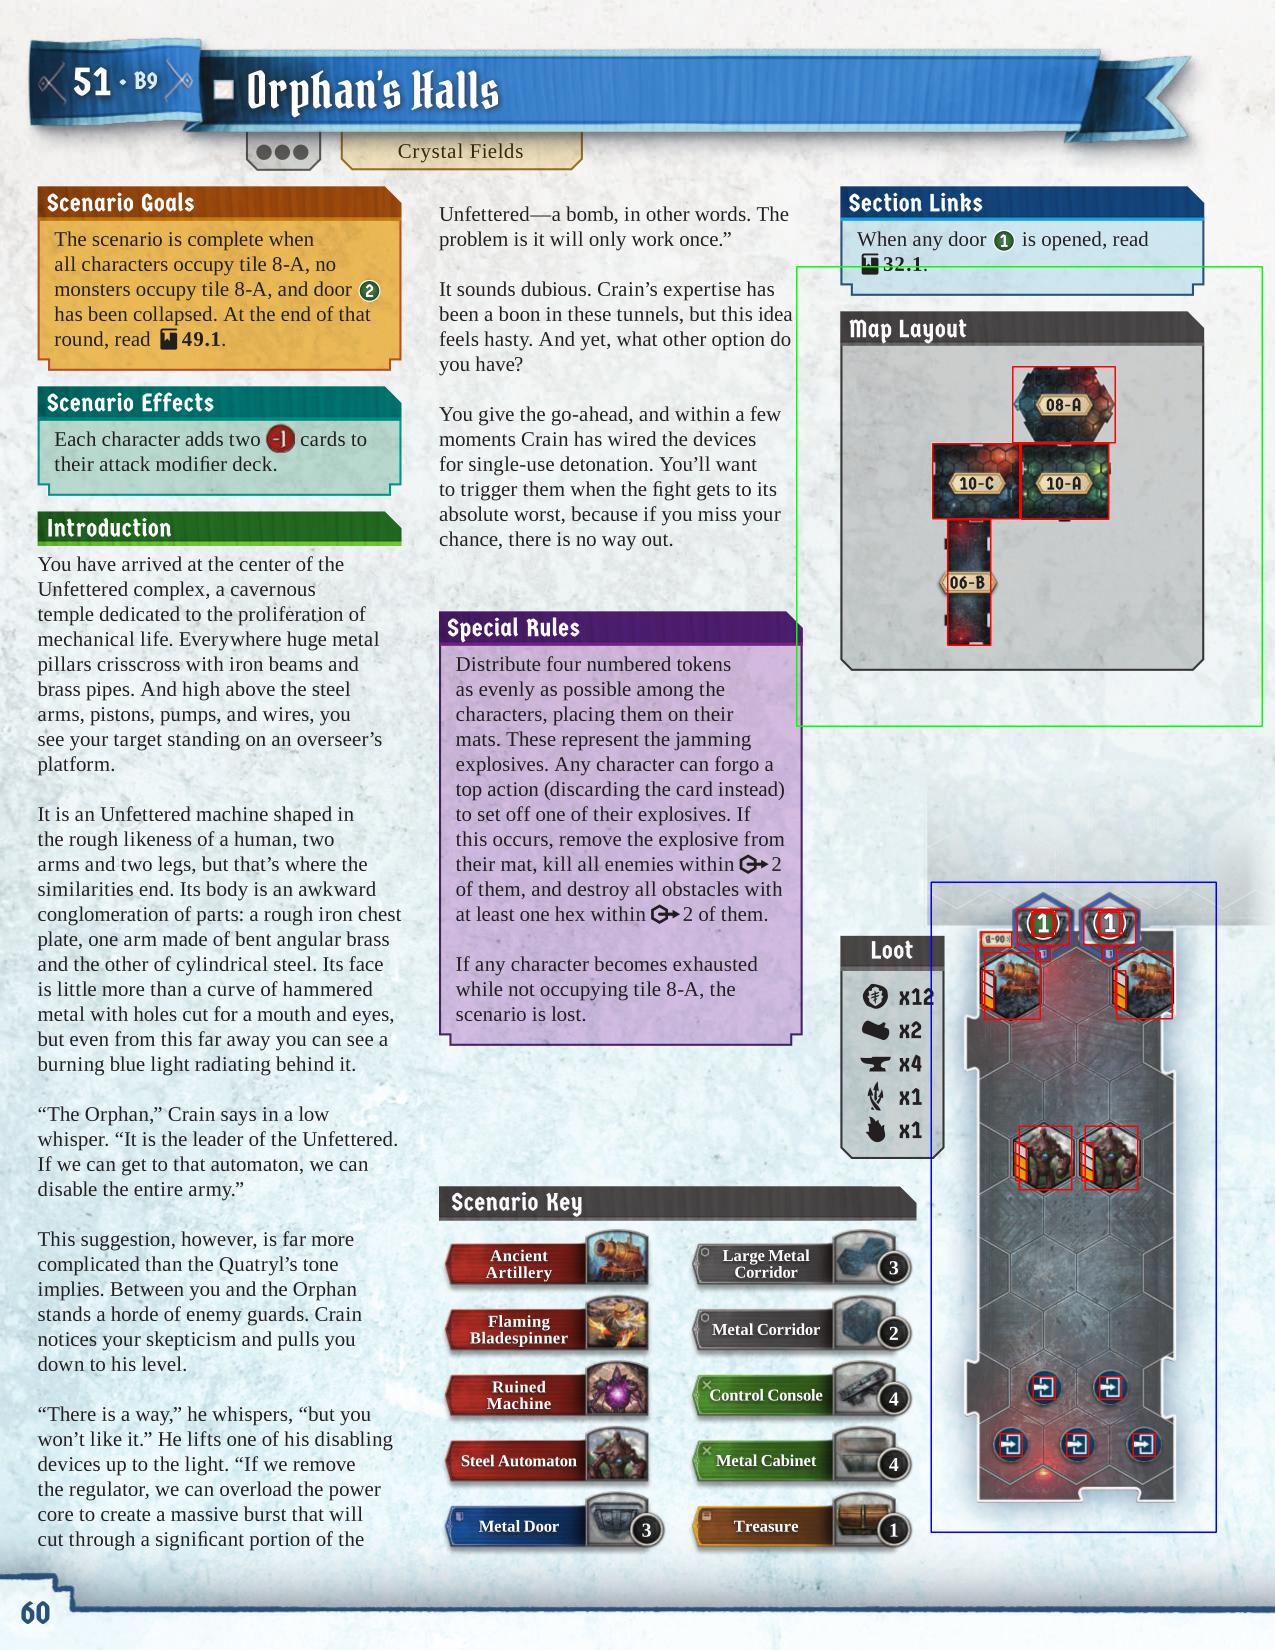 51 · B9
Orphan's Halls
Crystal Fields
Scenario Goals
The scenario is complete when
all characters occupy tile 8-A, no
monsters occupy tile 8-A, and door 2
has been collapsed. At the end of that
round, read 49.1.
Scenario Effects
Each character adds two -1 cards to
their attack modifier deck.
Introduction
You have arrived at the center of the
Unfettered complex, a cavernous
temple dedicated to the proliferation of
mechanical life. Everywhere huge metal
pillars crisscross with iron beams and
brass pipes. And high above the steel
arms, pistons, pumps, and wires, you
see your target standing on an overseer's
platform.
It is an Unfettered machine shaped in
the rough likeness of a human, two
arms and two legs, but that's where the
similarities end. Its body is an awkward
conglomeration of parts: a rough iron chest
plate, one arm made of bent angular brass
and the other of cylindrical steel. Its face
is little more than a curve of hammered
metal with holes cut for a mouth and eyes,
but even from this far away you can see a
burning blue light radiating behind it.
“The Orphan,” Crain says in a low
whisper. “It is the leader of the Unfettered.
If we can get to that automaton, we can
disable the entire army.”
This suggestion, however, is far more
complicated than the Quatryl's tone
implies. Between you and the Orphan
stands a horde of enemy guards. Crain
notices your skepticism and pulls you
down to his level.
“There is a way,” he whispers, “but you
won't like it.” He lifts one of his disabling
devices up to the light. “If we remove
the regulator, we can overload the power
core to create a massive burst that will
cut through a significant portion of the
Unfettered—a bomb, in other words. The
problem is it will only work once.”
It sounds dubious. Crain's expertise has
been a boon in these tunnels, but this idea
feels hasty. And yet, what other option do
you have?
You give the go-ahead, and within a few
moments Crain has wired the devices
for single-use detonation. You'll want
to trigger them when the fight gets to its
absolute worst, because if you miss your
chance, there is no way out.
Special Rules
Distribute four numbered tokens
as evenly as possible among the
characters, placing them on their
mats. These represent the jamming
explosives. Any character can forgo a
top action (discarding the card instead)
to set off one of their explosives. If
this occurs, remove the explosive from
their mat, kill all enemies within 2
of them, and destroy all obstacles with
at least one hex within 2 of them.
If any character becomes exhausted
while not occupying tile 8-A, the
scenario is lost.
Section Links
When any door 1 is opened, read
32.1.
Map Layout
08-A
10-C
10-A
06-B
Loot
x12
x2
x4
x1
x1
1
1
06-B
Scenario Key
Ancient
Artillery
Large Metal
Corridor
3
Flaming
Bladespinner
Metal Corridor
2
Ruined
Machine
Control Console
4
Steel Automaton
Metal Cabinet
4
Metal Door
3
Treasure
1
60